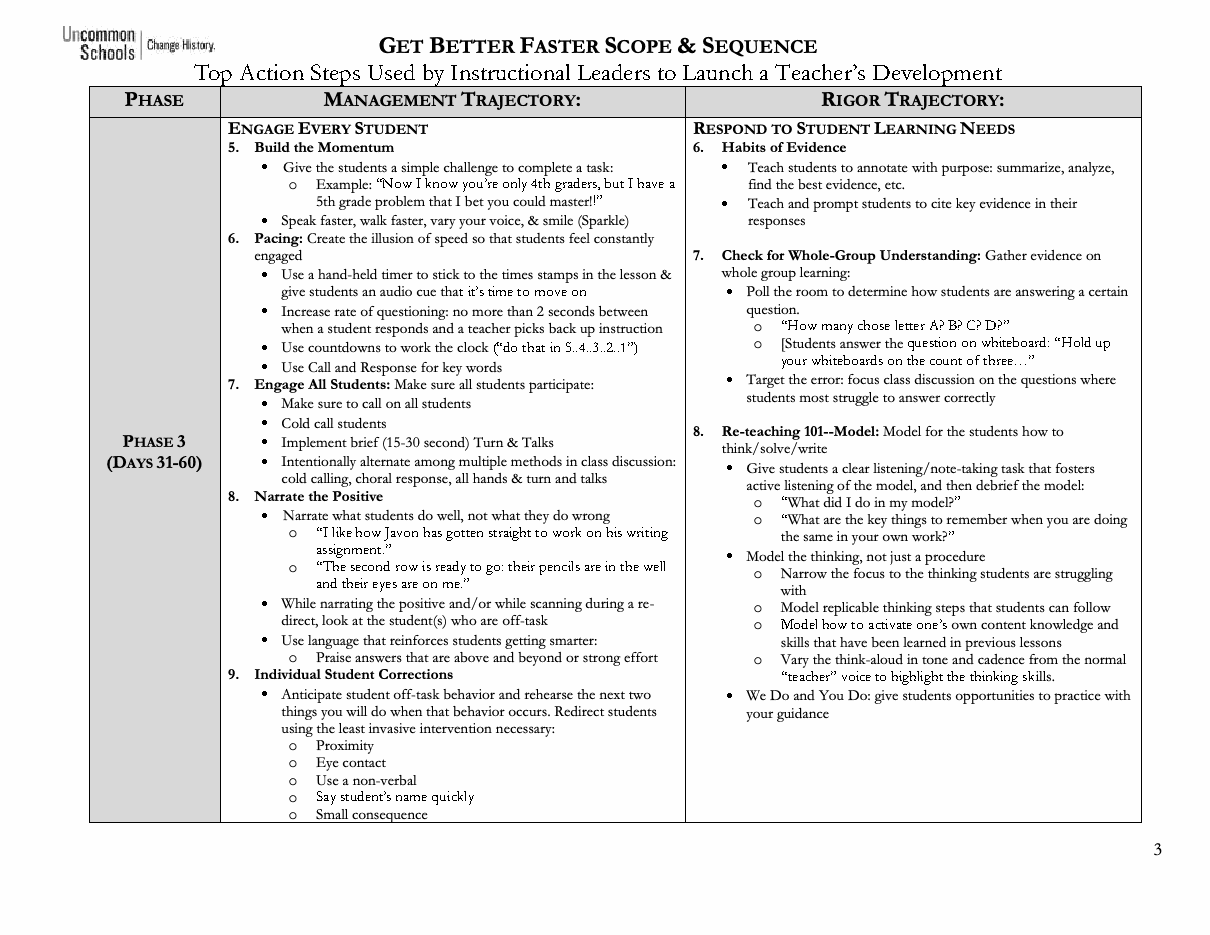 Uncommon
Schools
Change History.
GET BETTER FASTER SCOPE & SEQUENCE
Top Action Steps Used by Instructional Leaders to Launch a Teacher's Development
PHASE
MANAGEMENT TRAJECTORY:
RIGOR TRAJECTORY:
PHASE 3
(DAYS 31-60)
ENGAGE EVERY STUDENT
5. Build the Momentum
• Give the students a simple challenge to complete a task:
o Example: “Now I know you’re only 4th graders, but I have a
5th grade problem that I bet you could master!!”
• Speak faster, walk faster, vary your voice, & smile (Sparkle)
6. Pacing: Create the illusion of speed so that students feel constantly
engaged
• Use a hand-held timer to stick to the times stamps in the lesson &
give students an audio cue that it’s time to move on
• Increase rate of questioning: no more than 2 seconds between
when a student responds and a teacher picks back up instruction
• Use countdowns to work the clock (“do that in 5..4..3..2..1”)
• Use Call and Response for key words
7. Engage All Students: Make sure all students participate:
• Make sure to call on all students
• Cold call students
• Implement brief (15-30 second) Turn & Talks
• Intentionally alternate among multiple methods in class discussion:
cold calling, choral response, all hands & turn and talks
8. Narrate the Positive
• Narrate what students do well, not what they do wrong
o “I like how Javon has gotten straight to work on his writing
assignment.”
o “The second row is ready to go: their pencils are in the well
and their eyes are on me.”
• While narrating the positive and/or while scanning during a re-
direct, look at the student(s) who are off-task
• Use language that reinforces students getting smarter:
o Praise answers that are above and beyond or strong effort
9. Individual Student Corrections
• Anticipate student off-task behavior and rehearse the next two
things you will do when that behavior occurs. Redirect students
using the least invasive intervention necessary:
o Proximity
o Eye contact
o Use a non-verbal
o Say student’s name quickly
o Small consequence
RESPOND TO STUDENT LEARNING NEEDS
6. Habits of Evidence
• Teach students to annotate with purpose: summarize, analyze,
find the best evidence, etc.
• Teach and prompt students to cite key evidence in their
responses
7. Check for Whole-Group Understanding: Gather evidence on
whole group learning:
• Poll the room to determine how students are answering a certain
question.
o “How many chose letter A? B? C? D?”
o [Students answer the question on whiteboard: “Hold up
your whiteboards on the count of three…”
• Target the error: focus class discussion on the questions where
students most struggle to answer correctly
8. Re-teaching 101--Model: Model for the students how to
think/solve/write
• Give students a clear listening/note-taking task that fosters
active listening of the model, and then debrief the model:
o “What did I do in my model?”
o “What are the key things to remember when you are doing
the same in your own work?”
• Model the thinking, not just a procedure
o Narrow the focus to the thinking students are struggling
with
o Model replicable thinking steps that students can follow
o Model how to activate one’s own content knowledge and
skills that have been learned in previous lessons
o Vary the think-aloud in tone and cadence from the normal
“teacher” voice to highlight the thinking skills.
• We Do and You Do: give students opportunities to practice with
your guidance
3